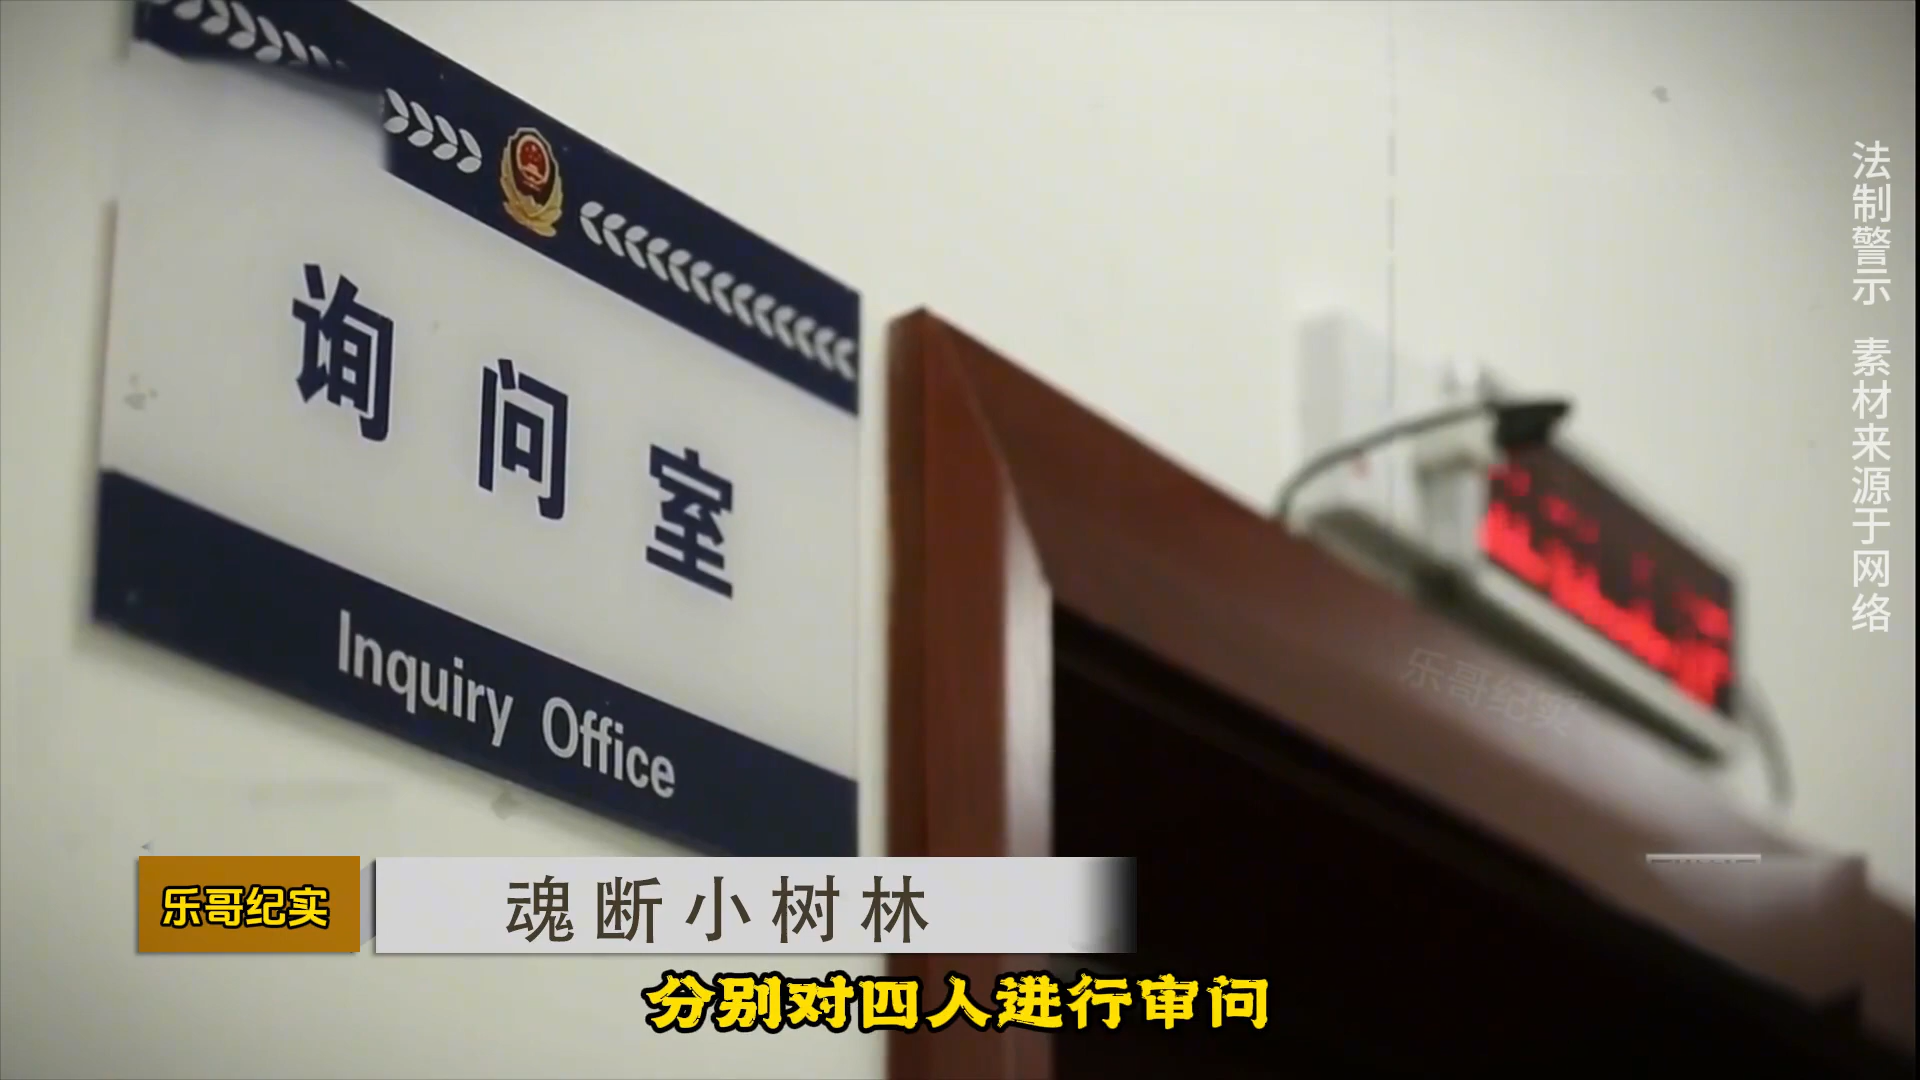 询问室
Inquiry Office
法制警示 素材来源于网络
乐哥纪实
乐哥纪实
魂断小树林
分别对四人进行审问